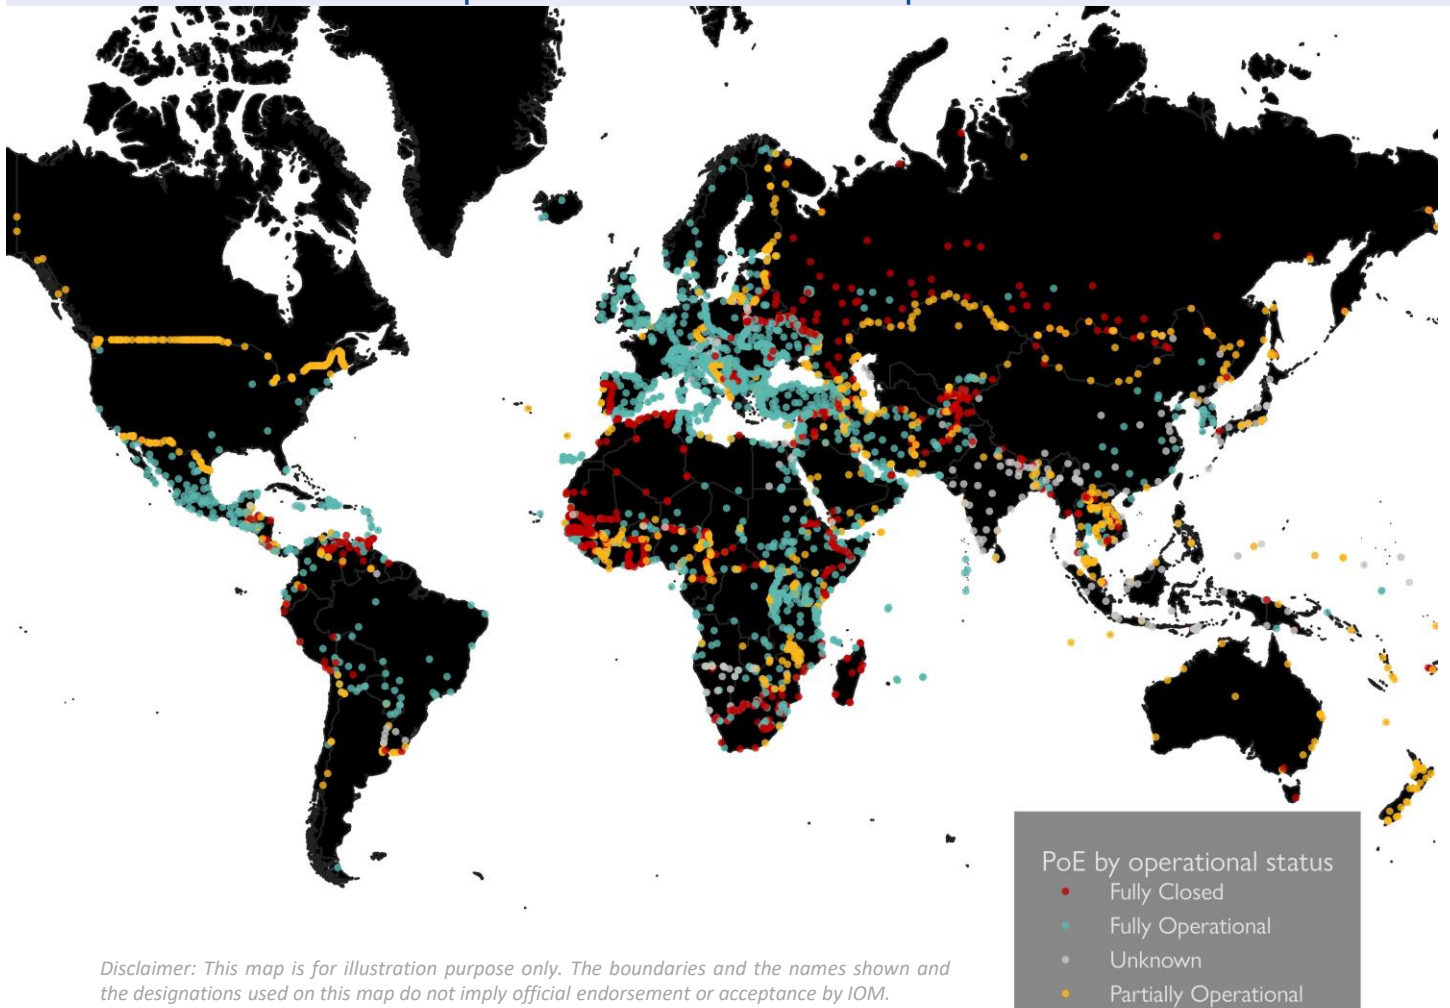 PoE by operational status
Fully Closed
Fully Operational
Unknown
Partially Operational
Disclaimer: This map is for illustration purpose only. The boundaries and the names shown and
the designations used on this map do not imply official endorsement or acceptance by IOM.